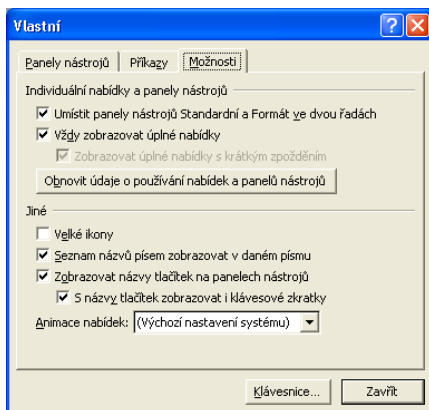 Vlastní
Panely nástrojů Příkazy Možnosti
Individuální nabídky a panely nástrojů
Umístit panely nástrojů Standardní a Formát ve dvou řadách
Vždy zobrazovat úplné nabídky
Zobrazovat úplné nabídky s krátkým zpožděním
Obnovit údaje o používání nabídek a panelů nástrojů
Jiné
Velké ikony
Seznam názvů písem zobrazovat v daném písmu
Zobrazovat názvy tlačítek na panelech nástrojů
S názvy tlačítek zobrazovat i klávesové zkratky
Animace nabídek: (Výchozí nastavení systému)
Klávesnice... Zavřít